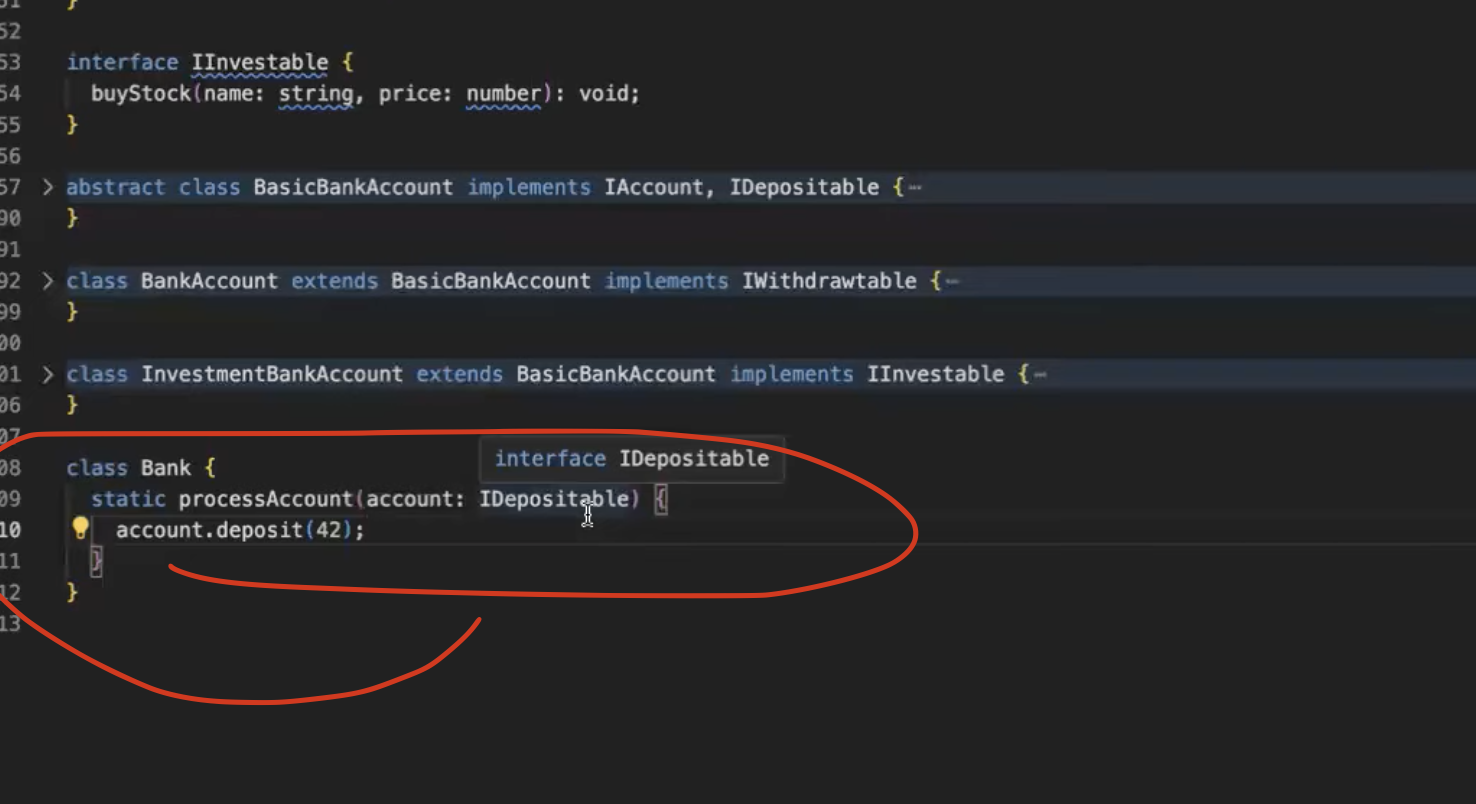 51 }
52
53 interface IInvestable {
54 buyStock(name: string, price: number): void;
55 }
56
57 > abstract class BasicBankAccount implements IAccount, IDepositable {⋯
90 }
91
92 > class BankAccount extends BasicBankAccount implements IWithdrawtable {⋯
99 }
00
01 > class InvestmentBankAccount extends BasicBankAccount implements IInvestable {⋯
06 }
07
interface IDepositable
08 class Bank {
09 static processAccount(account: IDepositable) {
10 account.deposit(42);
11 }
12 }
13